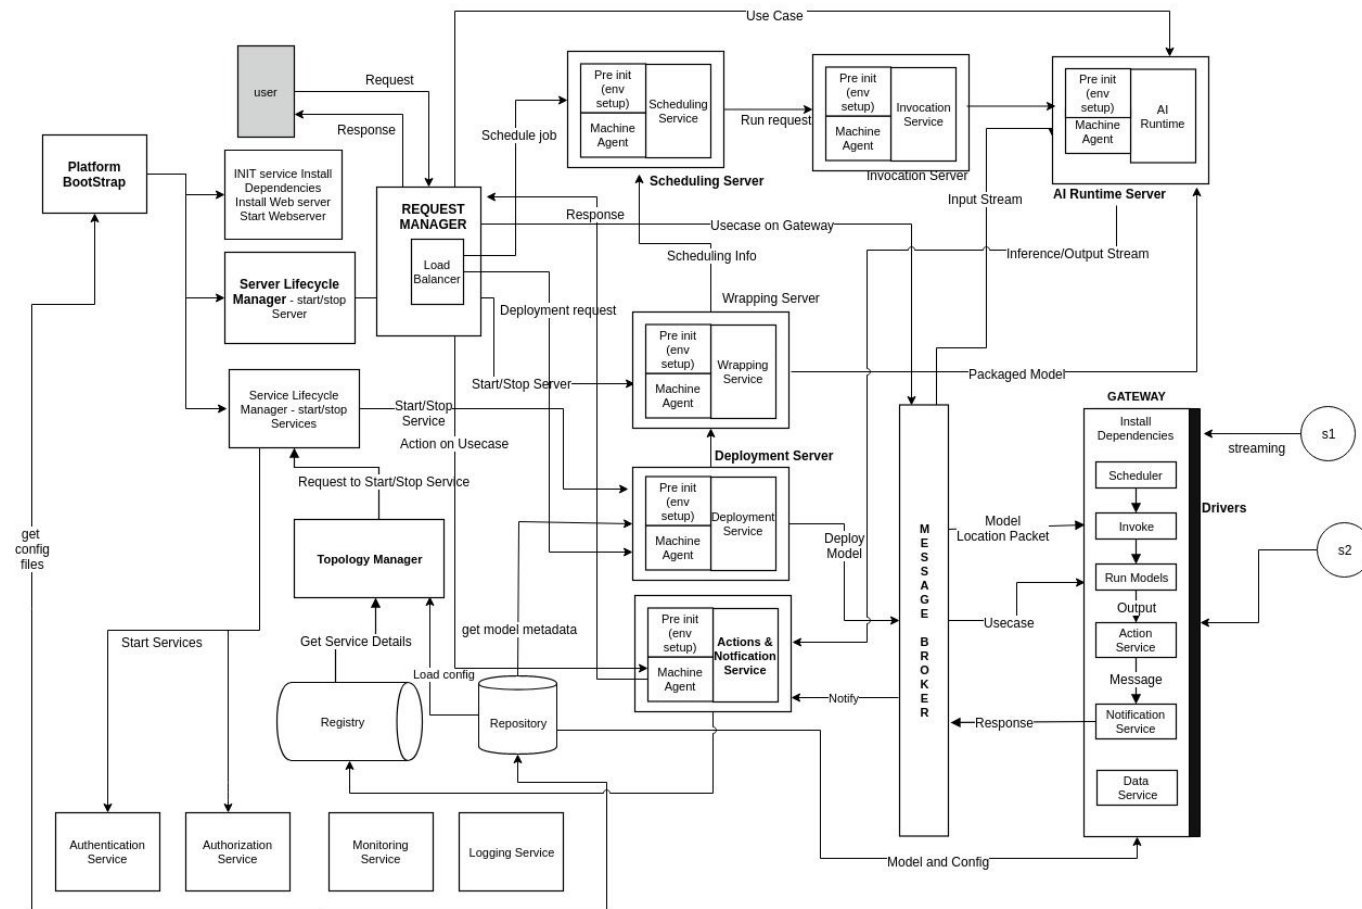 Use Case
user
Request
Response
Platform
BootStrap
INIT service Install
Dependencies
Install Web server
Start Webserver
Server Lifecycle
Manager - start/stop
Server
Service Lifecycle
Manager - start/stop
Services
REQUEST
MANAGER
Load
Balancer
Schedule job
Pre init
(env
setup)
Machine
Agent
Scheduling
Service
Scheduling Server
Run request
Pre init
(env
setup)
Machine
Agent
Invocation
Service
Invocation Server
Pre init
(env
setup)
Machine
Agent
AI
Runtime
AI Runtime Server
Input Stream
Response
Usecase on Gateway
Scheduling Info
Inference/Output Stream
Deployment request
Wrapping Server
Pre init
(env
setup)
Machine
Agent
Wrapping
Service
Packaged Model
Start/Stop Server
Start/Stop
Service
Action on Usecase
Deployment Server
Pre init
(env
setup)
Machine
Agent
Deployment
Service
Deploy
Model
Request to Start/Stop Service
Topology Manager
get
config
files
Start Services
Get Service Details
Load config
get model metadata
Registry
Repository
Pre init
(env
setup)
Machine
Agent
Actions &
Notfication
Service
Notify
M
E
S
S
A
G
E
B
R
O
K
E
R
Model
Location Packet
Usecase
Response
Model and Config
GATEWAY
Install
Dependencies
Scheduler
Invoke
Run Models
Output
Action
Service
Message
Notification
Service
Data
Service
Drivers
streaming
s1
s2
Authentication
Service
Authorization
Service
Monitoring
Service
Logging Service